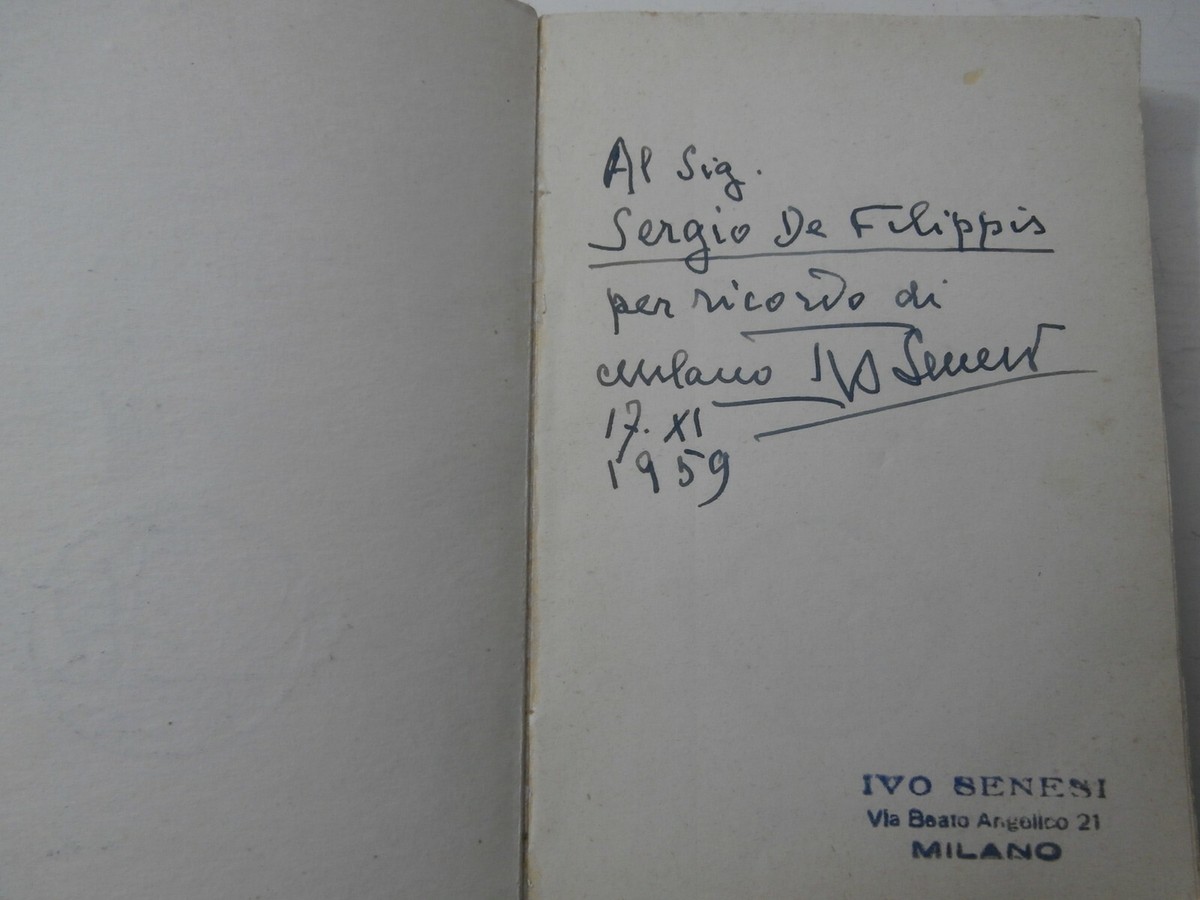 Al Sig.
Sergio De Filippis
per ricordo di
Milano Ivo Senesi
17. XI
1959
IVO SENESI
Via Beato Angelico 21
MILANO